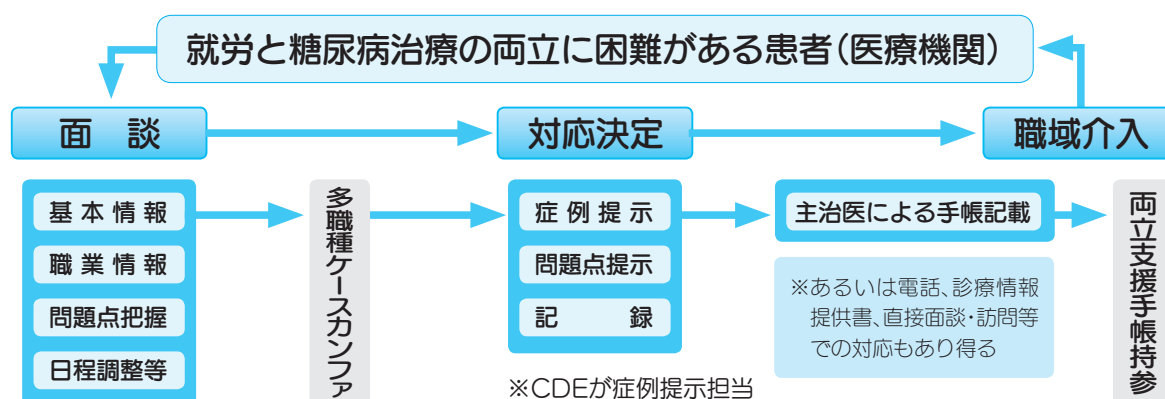 就労と糖尿病治療の両立に困難がある患者(医療機関)
面　談
対応決定
職域介入
基本情報
職業情報
問題点把握
日程調整等
多職種ケースカンファ
症例提示
問題点提示
記　　録
※CDEが症例提示担当
主治医による手帳記載
※あるいは電話、診療情報
提供書、直接面談・訪問等
での対応もあり得る
両立支援手帳持参